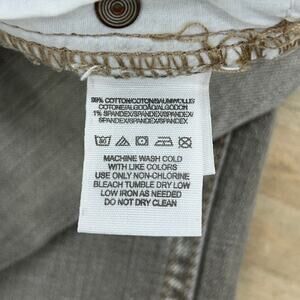 99% COTTON/COTON/BAUMWOLLE/
COTONE/ALGODÃO/ALGODON
1% SPANDEX/SPANDEX/SPANDEX/
SPANDEX/SPANDEX/SPANDEX
MACHINE WASH COLD
WITH LIKE COLORS
USE ONLY NON-CHLORINE
BLEACH TUMBLE DRY LOW
LOW IRON AS NEEDED
DO NOT DRY CLEAN